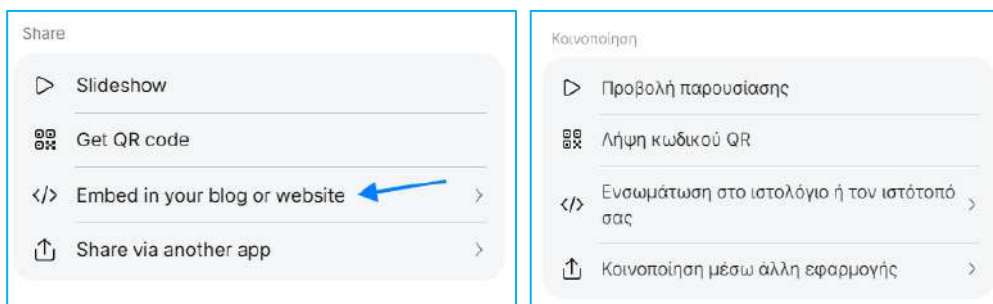 Share
Slideshow
Get QR code
Embed in your blog or website
Share via another app
Κοινοποίηση
Προβολή παρουσίασης
Λήψη κωδικού QR
Ενσωμάτωση στο ιστολόγιο ή τον ιστότοπό
σας
Κοινοποίηση μέσω άλλη εφαρμογής